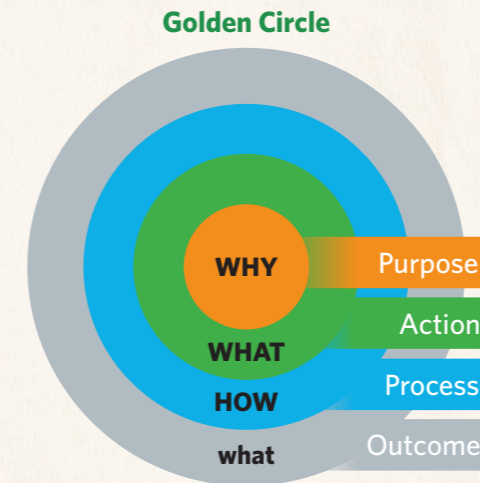 Golden Circle
WHY
Purpose
WHAT
Action
HOW
Process
what
Outcome